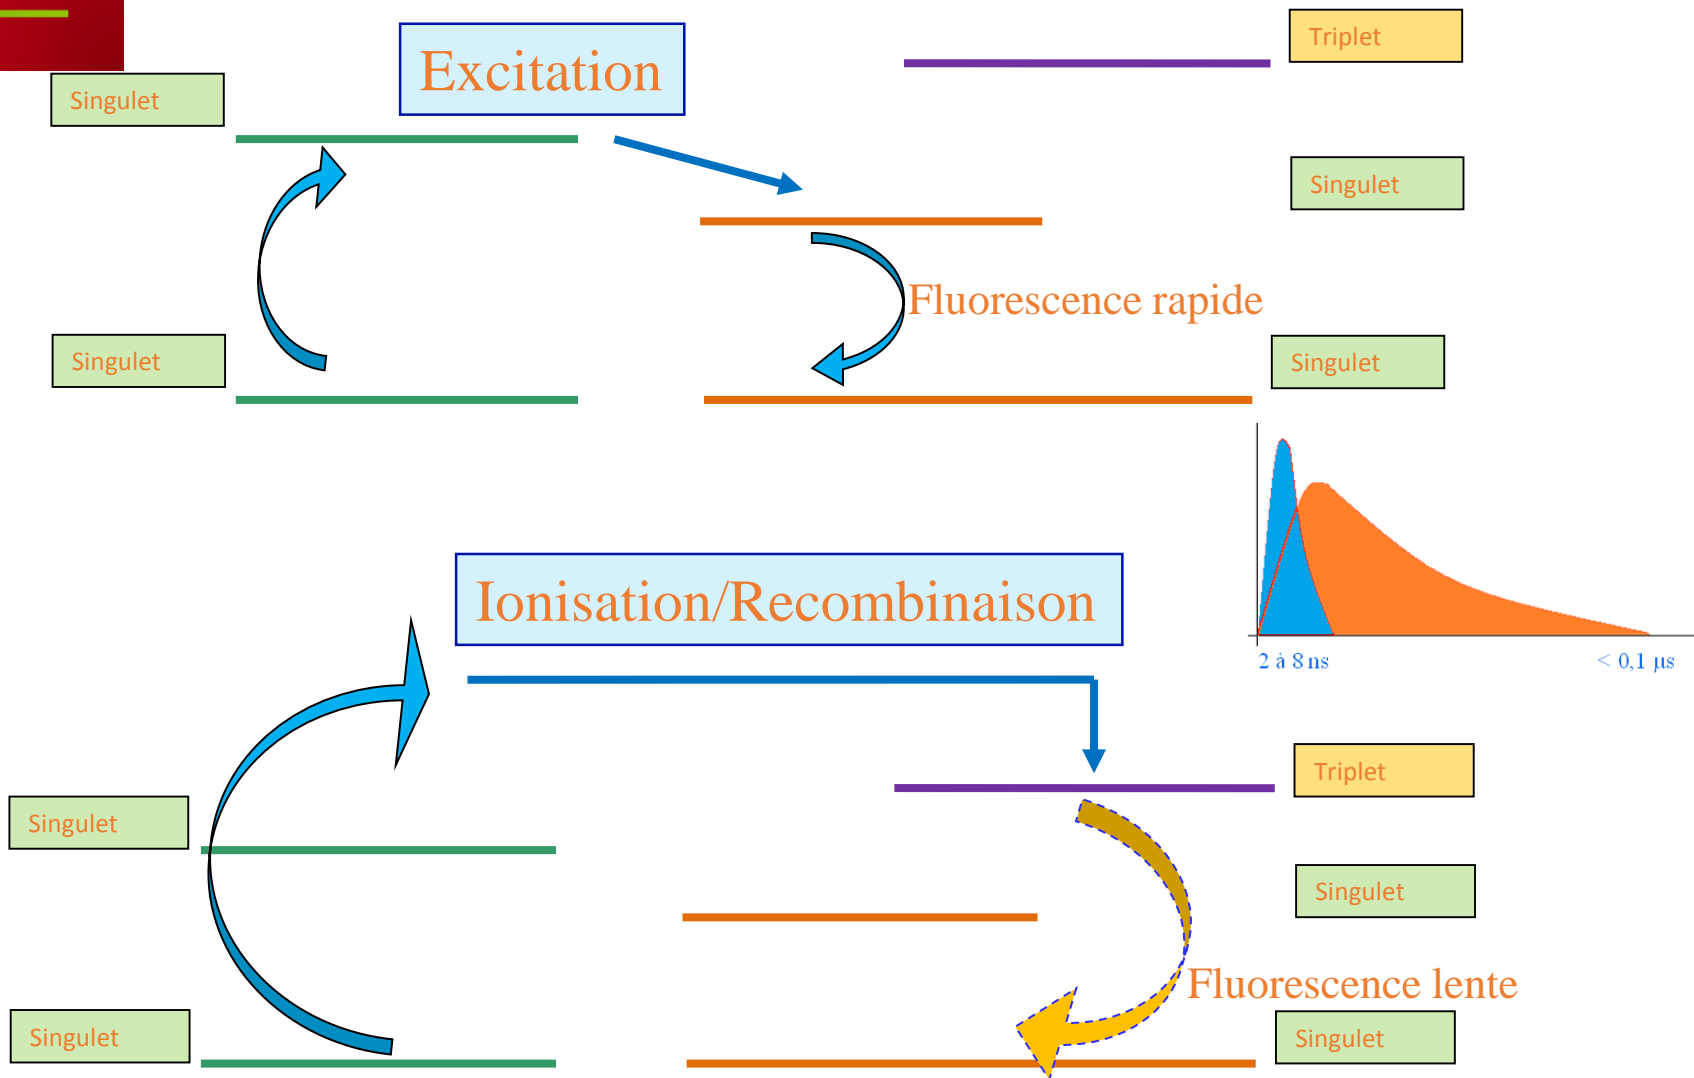 Excitation
Triplet
Singulet
Singulet
Fluorescence rapide
Singulet
Singulet
Ionisation/Recombinaison
2 à 8 ns
< 0,1 µs
Triplet
Singulet
Singulet
Fluorescence lente
Singulet
Singulet